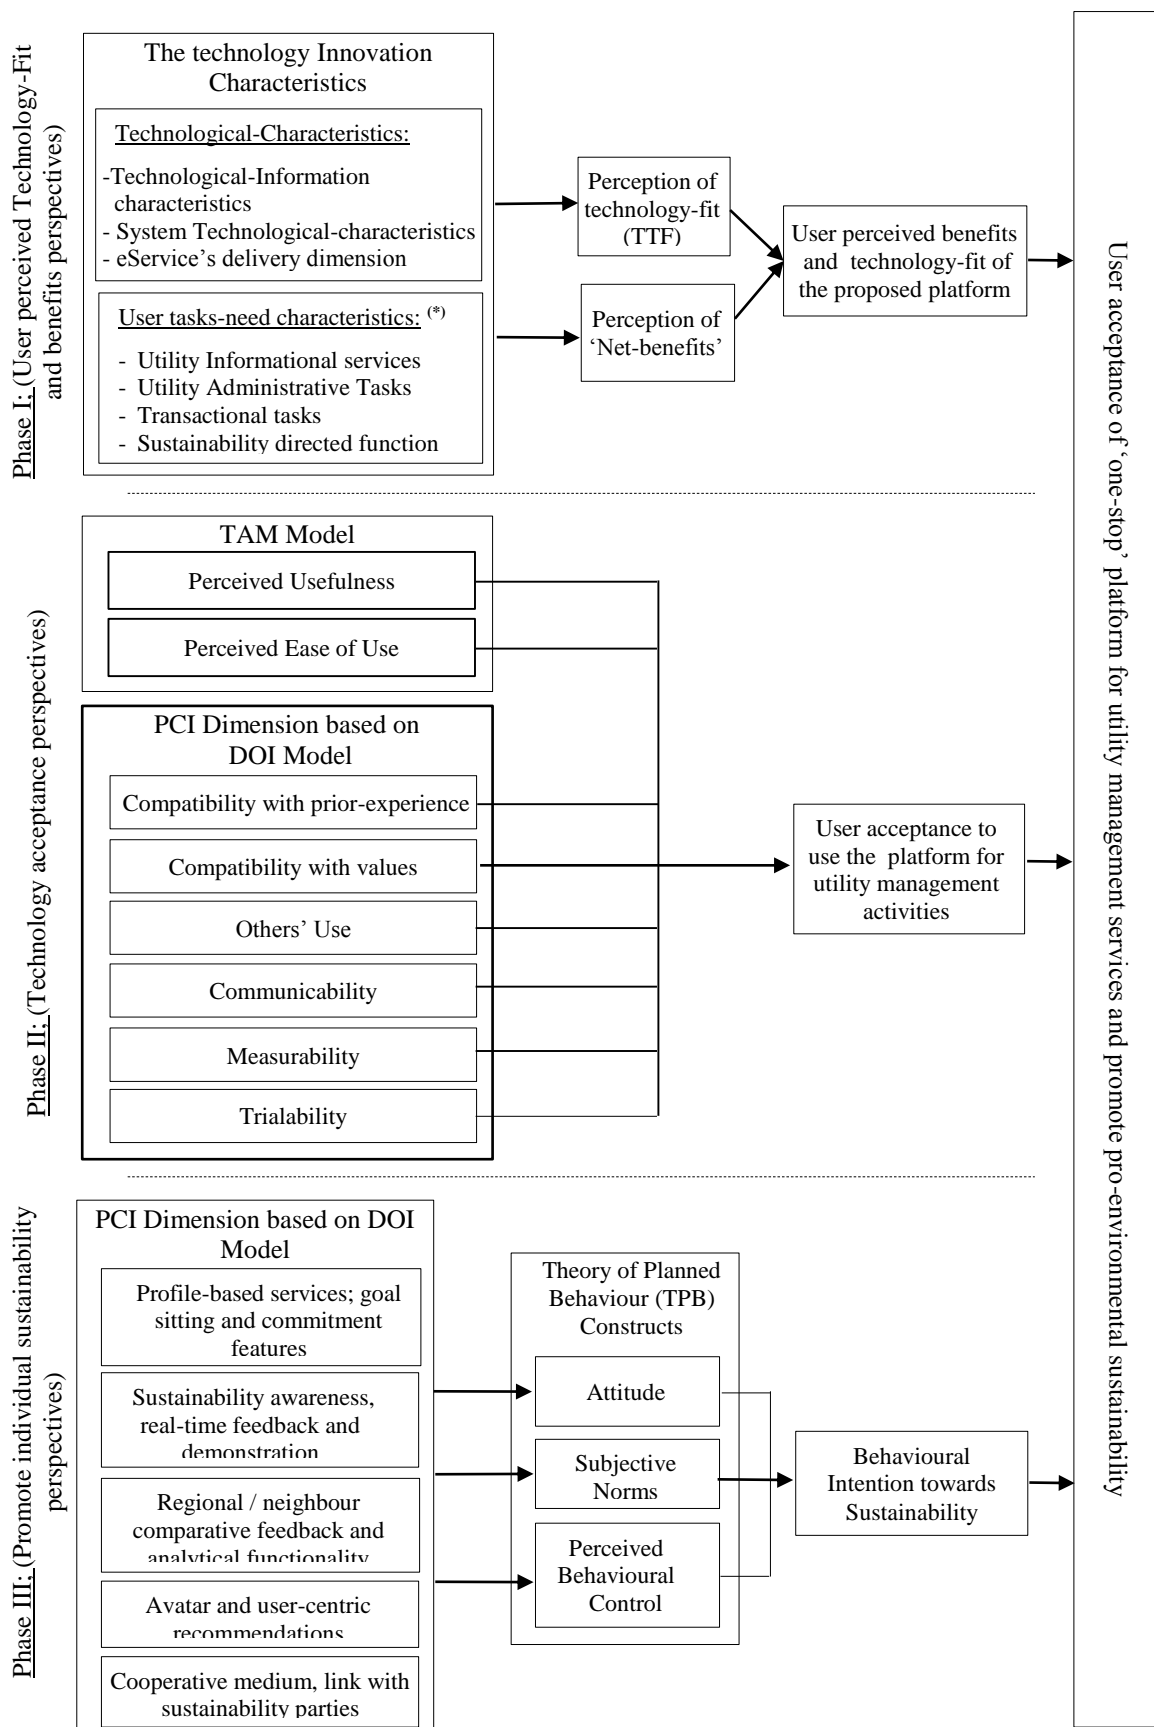 Phase I; (User perceived Technology-Fit
and benefits perspectives)
The technology Innovation
Characteristics
Technological-Characteristics:
-Technological-Information
characteristics
- System Technological-characteristics
- eService’s delivery dimension
User tasks-need characteristics: (*)
- Utility Informational services
- Utility Administrative Tasks
- Transactional tasks
- Sustainability directed function
Perception of
technology-fit
(TTF)
Perception of
‘Net-benefits’
User perceived benefits
and technology-fit of
the proposed platform
Phase II; (Technology acceptance perspectives)
TAM Model
Perceived Usefulness
Perceived Ease of Use
PCI Dimension based on
DOI Model
Compatibility with prior-experience
Compatibility with values
Others’ Use
Communicability
Measurability
Trialability
User acceptance to
use the platform for
utility management
activities
Phase III; (Promote individual sustainability
perspectives)
PCI Dimension based on DOI
Model
Profile-based services; goal
sitting and commitment
features
Sustainability awareness,
real-time feedback and
demonstration
Regional / neighbour
comparative feedback and
analytical functionality
Avatar and user-centric
recommendations
Cooperative medium, link with
sustainability parties
Theory of Planned
Behaviour (TPB)
Constructs
Attitude
Subjective
Norms
Perceived
Behavioural
Control
Behavioural
Intention towards
Sustainability
User acceptance of ‘one-stop’ platform for utility management services and promote pro-environmental sustainability